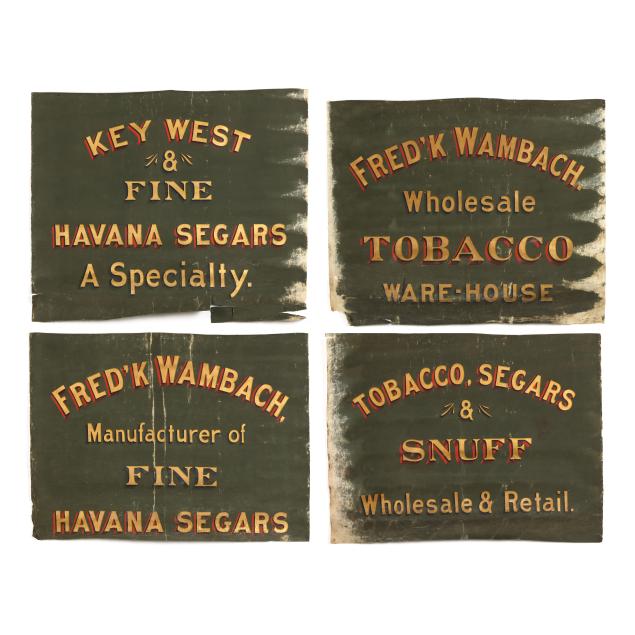 KEY WEST
&
FINE
HAVANA SEGARS
A Specialty.
FRED'K WAMBACH,
Wholesale
TOBACCO
WARE-HOUSE
FRED'K WAMBACH,
Manufacturer of
FINE
HAVANA SEGARS
TOBACCO, SEGARS
&
SNUFF
Wholesale & Retail.